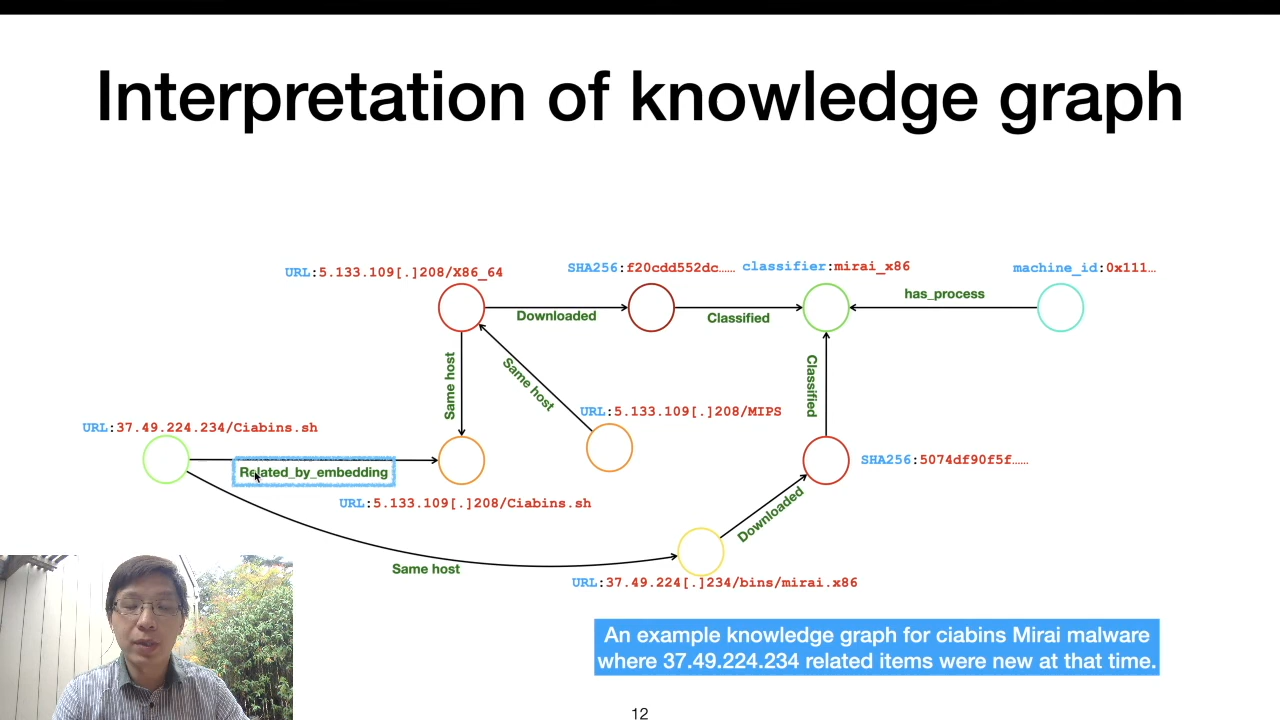 Interpretation of knowledge graph
URL:5.133.109[.]208/X86_64
SHA256:f20cdd552dc……
classifier:mirai_x86
machine_id:0x111…
has_process
Downloaded
Classified
Same host
Same host
Classified
URL:5.133.109[.]208/MIPS
URL:37.49.224.234/Ciabins.sh
Related_by_embedding
SHA256:5074df90f5f……
URL:5.133.109[.]208/Ciabins.sh
Downloaded
Same host
URL:37.49.224[.]234/bins/mirai.x86
An example knowledge graph for ciabins Mirai malware
where 37.49.224.234 related items were new at that time.
12